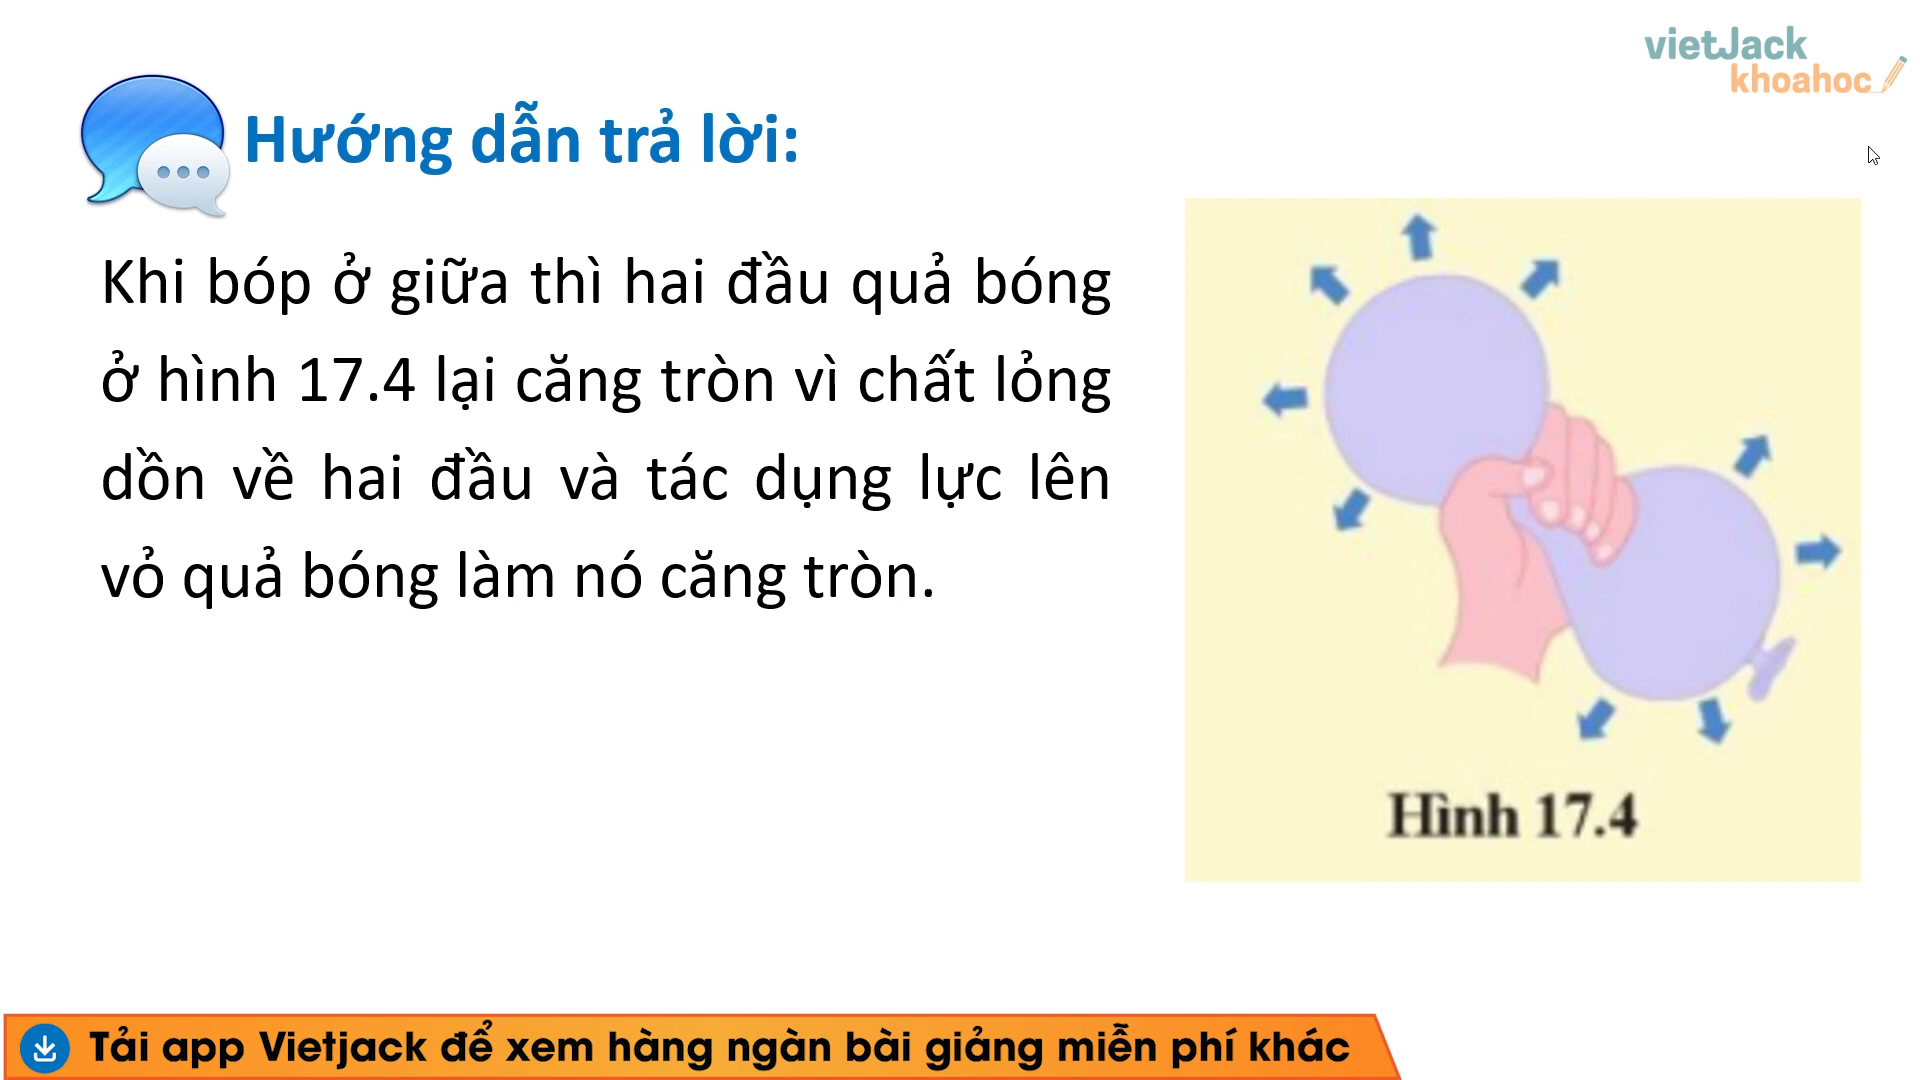 vietJack
khoahoc
Hướng dẫn trả lời:
Khi bóp ở giữa thì hai đầu quả bóng
ở hình 17.4 lại căng tròn vì chất lỏng
dồn về hai đầu và tác dụng lực lên
vỏ quả bóng làm nó căng tròn.
Hình 17.4
Tải app Vietjack để xem hàng ngàn bài giảng miễn phí khác